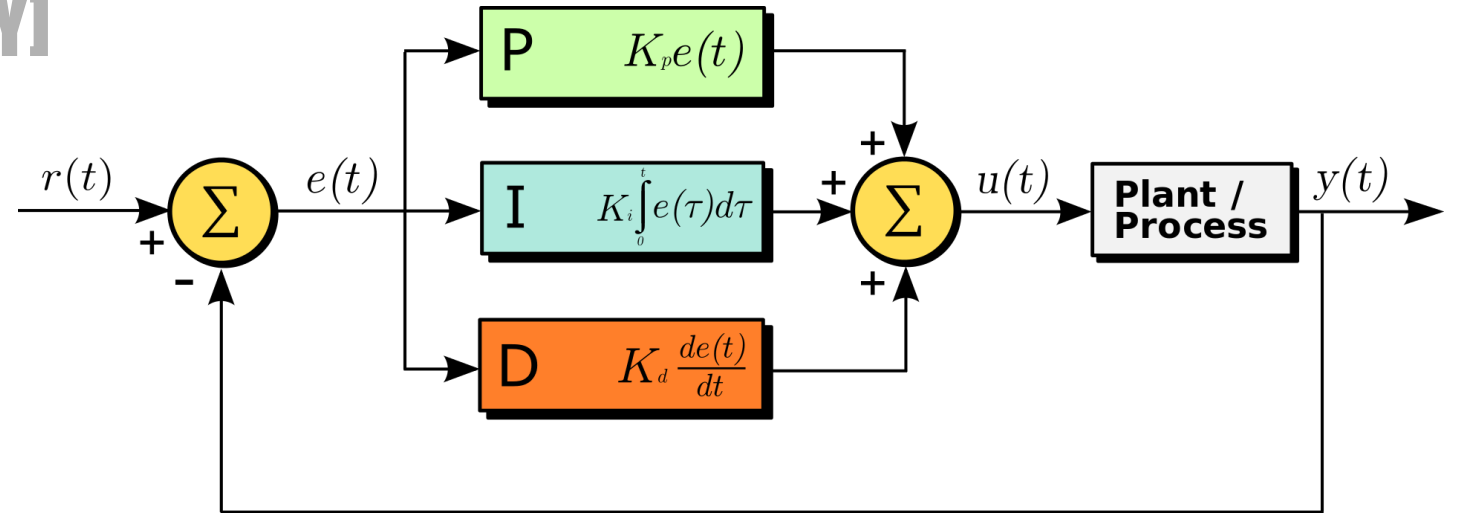 Y]
P K_p e(t)
r(t) + - Σ e(t)
I K_i ∫_0^t e(τ)dτ
+ + + Σ u(t)
Plant /
Process
y(t)
D K_d de(t)/dt